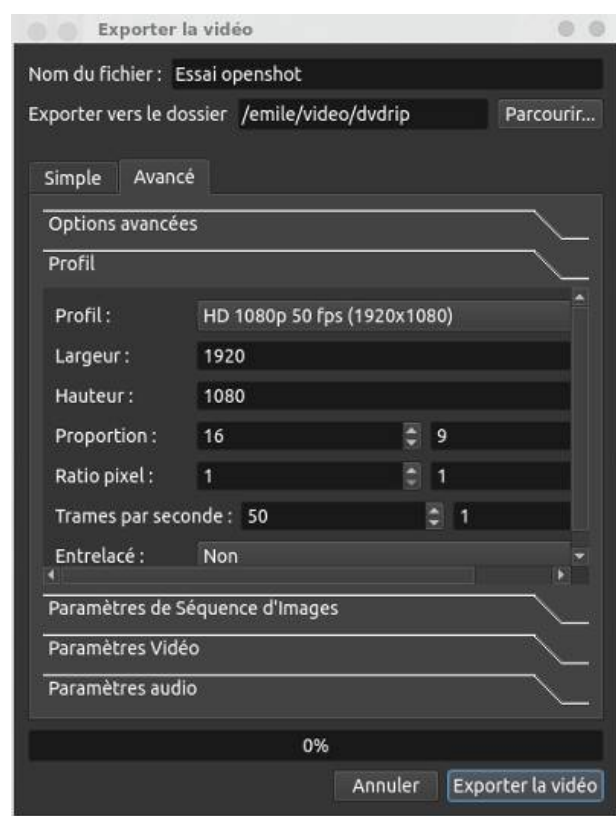 Exporter la vidéo
Nom du fichier : Essai openshot
Exporter vers le dossier /emile/video/dvdrip Parcourir...
Simple Avancé
Options avancées
Profil
Profil : HD 1080p 50 fps (1920x1080)
Largeur : 1920
Hauteur : 1080
Proportion : 16 9
Ratio pixel : 1 1
Trames par seconde : 50 1
Entrelacé : Non
Paramètres de Séquence d'Images
Paramètres Vidéo
Paramètres audio
0%
Annuler Exporter la vidéo